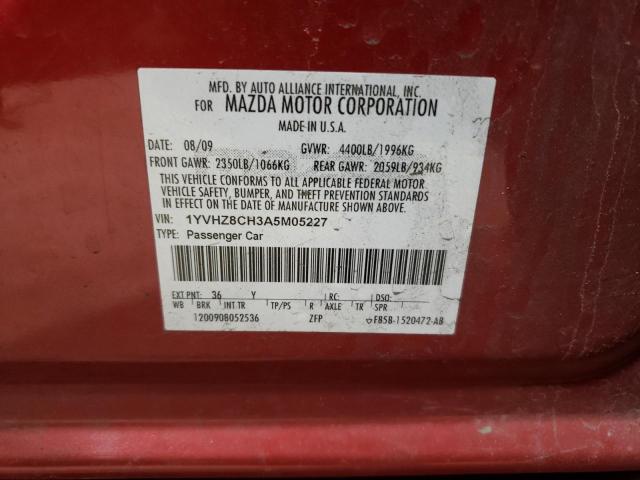 MFD. BY AUTO ALLIANCE INTERNATIONAL, INC.
FOR MAZDA MOTOR CORPORATION
MADE IN U.S.A.
DATE: 08/09 GVWR: 4400LB/1996KG
FRONT GAWR: 2350LB/1066KG REAR GAWR: 2059LB/934KG
THIS VEHICLE CONFORMS TO ALL APPLICABLE FEDERAL MOTOR
VEHICLE SAFETY, BUMPER, AND THEFT PREVENTION STANDARDS
IN EFFECT ON THE DATE OF MANUFACTURE SHOWN ABOVE.
VIN: 1YVHZ8CH3A5M05227
TYPE: Passenger Car
EXT PNT: 36 Y RC: DSO:
WB BRK INT TR TP/PS R AXLE TR SPR
120090B052536 ZFP F85B-1520472-AB